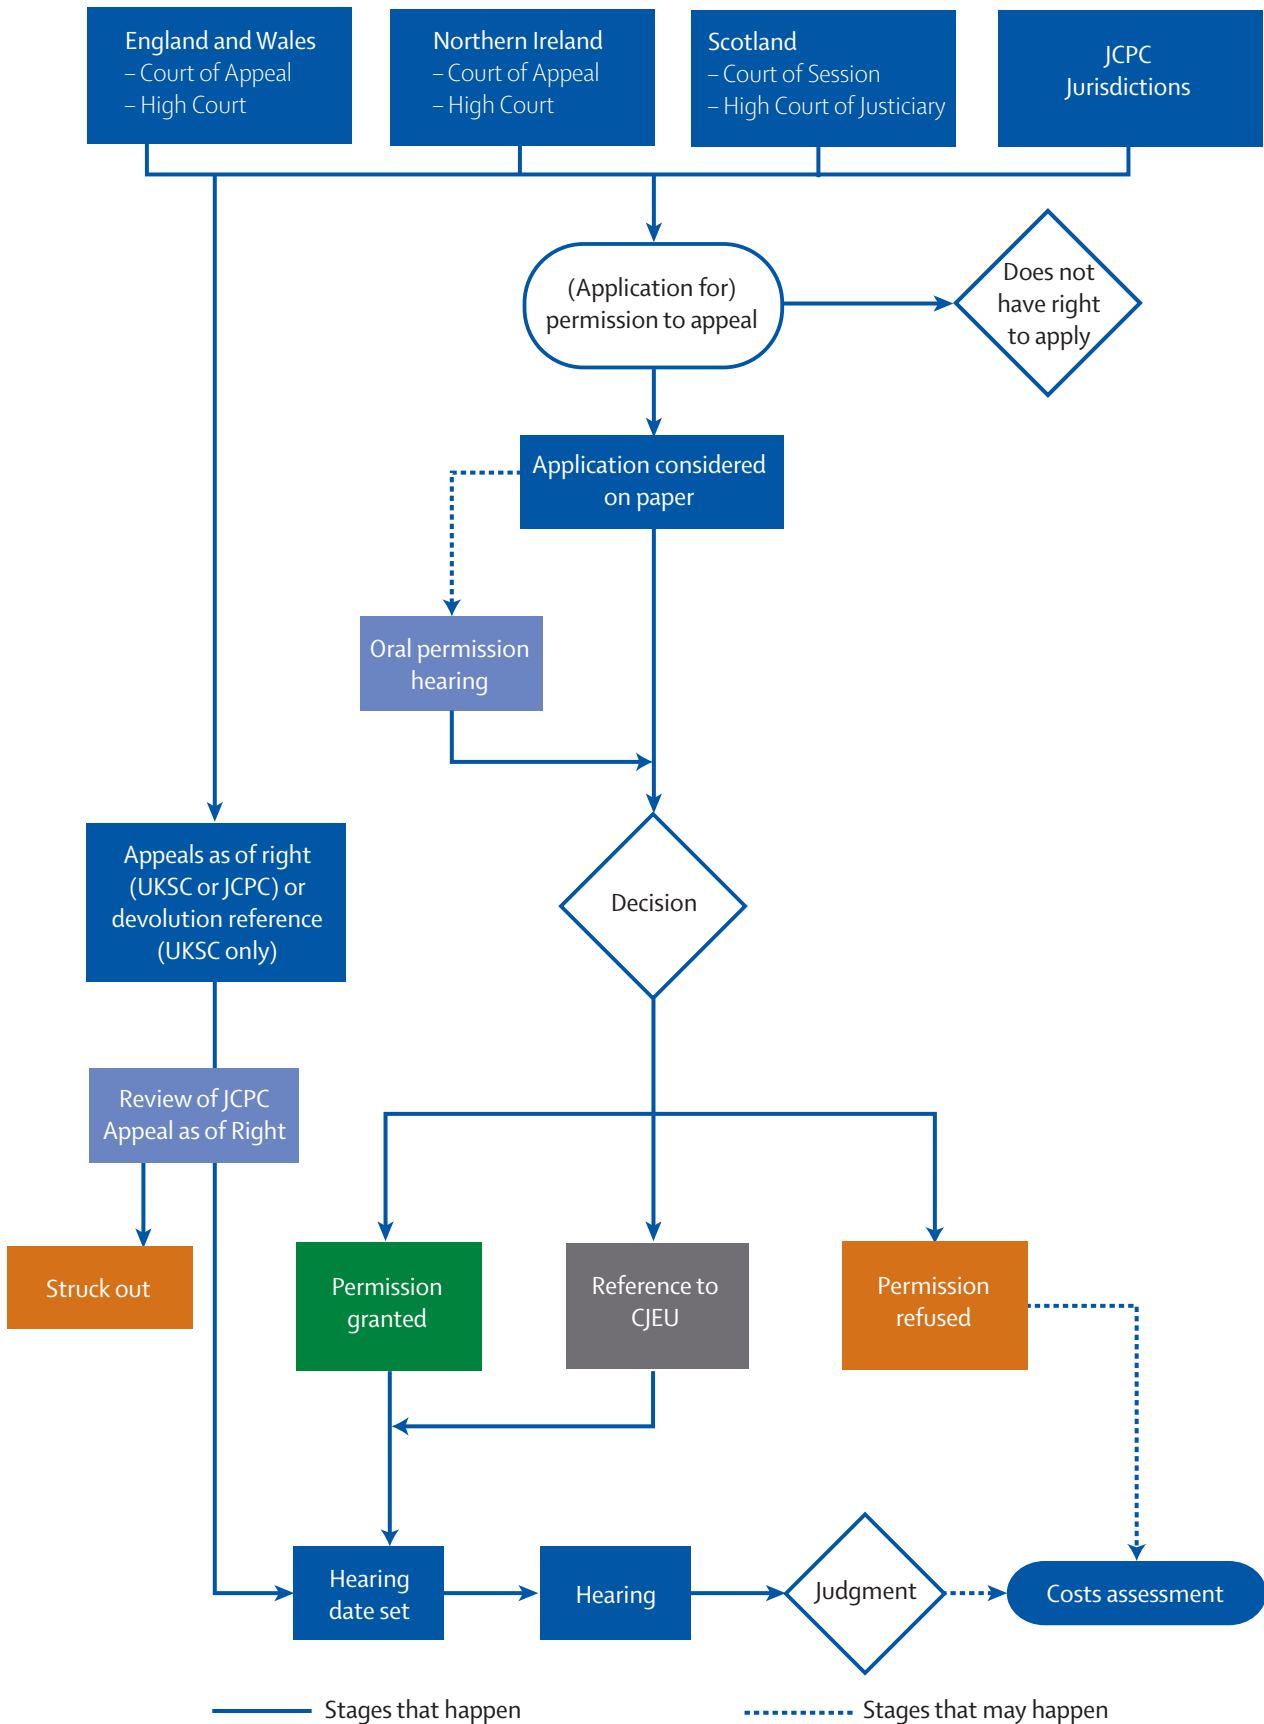 England and Wales
– Court of Appeal
– High Court
Northern Ireland
– Court of Appeal
– High Court
Scotland
– Court of Session
– High Court of Justiciary
JCPC
Jurisdictions
(Application for)
permission to appeal
Does not
have right
to apply
Application considered
on paper
Oral permission
hearing
Appeals as of right
(UKSC or JCPC) or
devolution reference
(UKSC only)
Decision
Review of JCPC
Appeal as of Right
Struck out
Permission
granted
Reference to
CJEU
Permission
refused
Hearing
date set
Hearing
Judgment
Costs assessment
Stages that happen
Stages that may happen